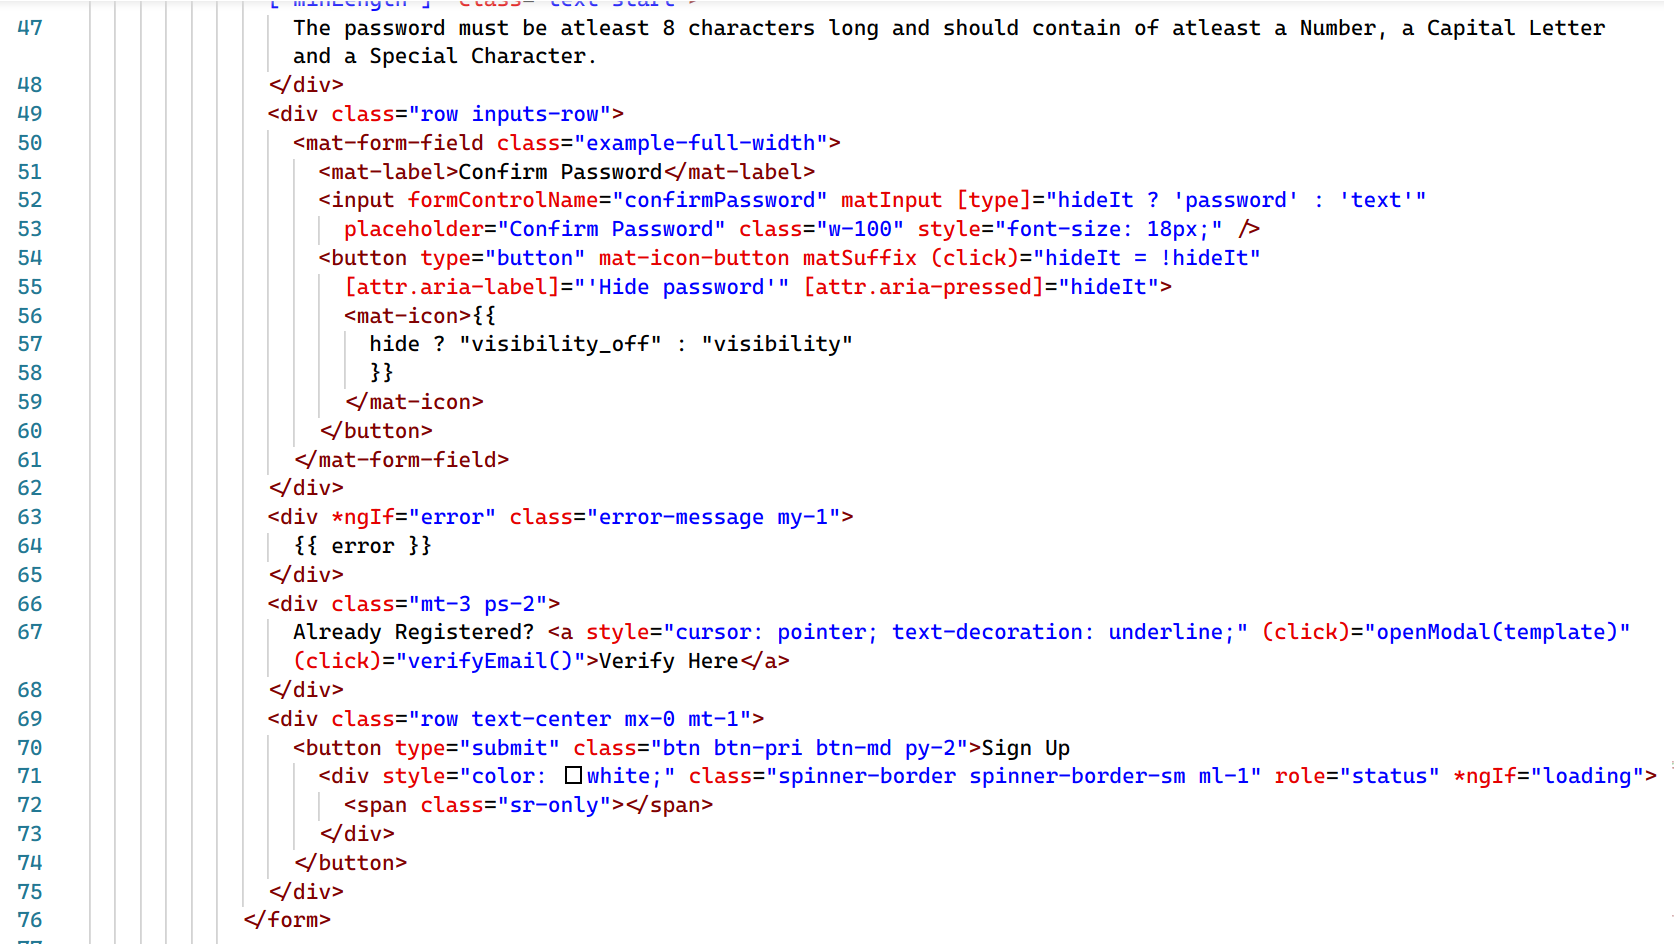 ['minLength']" class="text-start">
47 The password must be atleast 8 characters long and should contain of atleast a Number, a Capital Letter
and a Special Character.
48 </div>
49 <div class="row inputs-row">
50 <mat-form-field class="example-full-width">
51 <mat-label>Confirm Password</mat-label>
52 <input formControlName="confirmPassword" matInput [type]="hideIt ? 'password' : 'text'"
53 placeholder="Confirm Password" class="w-100" style="font-size: 18px;" />
54 <button type="button" mat-icon-button matSuffix (click)="hideIt = !hideIt"
55 [attr.aria-label]="'Hide password'" [attr.aria-pressed]="hideIt">
56 <mat-icon>{{
57 hide ? "visibility_off" : "visibility"
58 }}
59 </mat-icon>
60 </button>
61 </mat-form-field>
62 </div>
63 <div *ngIf="error" class="error-message my-1">
64 {{ error }}
65 </div>
66 <div class="mt-3 ps-2">
67 Already Registered? <a style="cursor: pointer; text-decoration: underline;" (click)="openModal(template)"
(click)="verifyEmail()">Verify Here</a>
68 </div>
69 <div class="row text-center mx-0 mt-1">
70 <button type="submit" class="btn btn-pri btn-md py-2">Sign Up
71 <div style="color: white;" class="spinner-border spinner-border-sm ml-1" role="status" *ngIf="loading">
72 <span class="sr-only"></span>
73 </div>
74 </button>
75 </div>
76 </form>